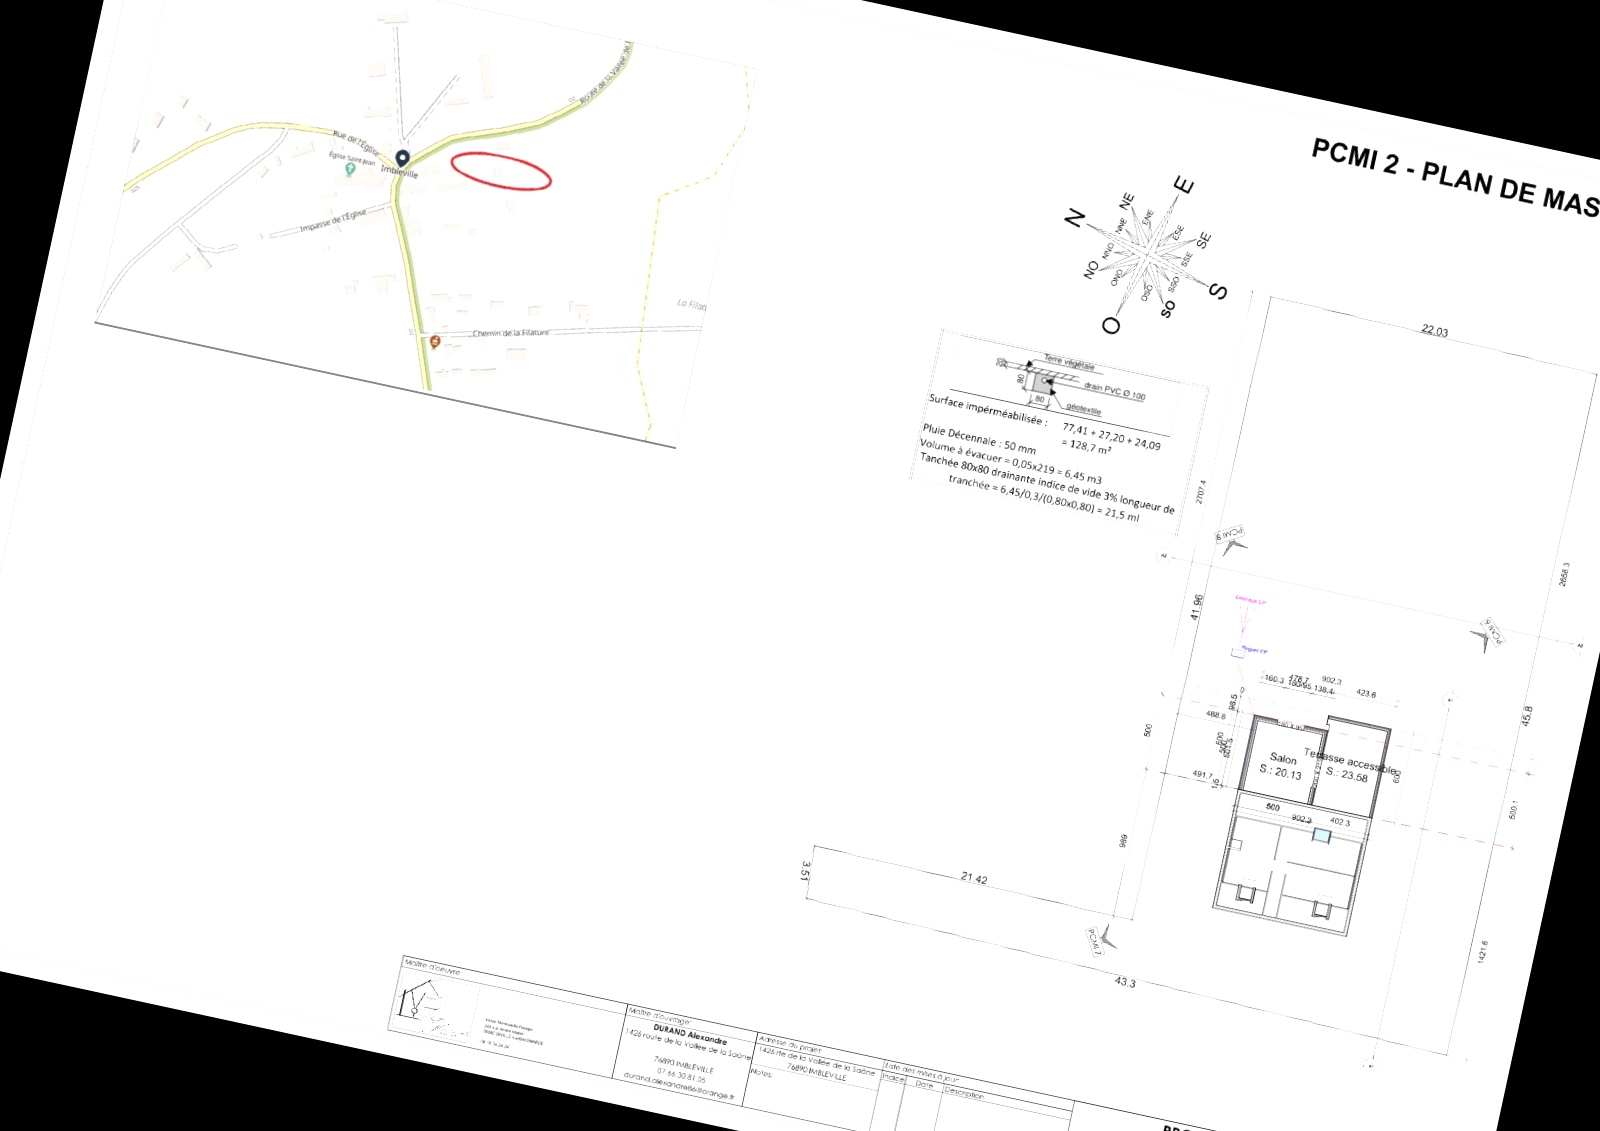 PCMI 2 - PLAN DE MAS
Route de la Vallée de
Rue de l'Église
Église Saint-Jean
Imbleville
Impasse de l'Église
Chemin de la Filature
La Filat
N
NNE
NE
ENE
E
ESE
SE
SSE
S
SSO
SO
OSO
O
ONO
NO
NNO
Terre végétale
20
80
drain PVC Ø 100
80
géotextile
Surface impérméabilisée :
77,41 + 27,20 + 24,09
= 128,7 m²
Pluie Décennale : 50 mm
Volume à évacuer = 0,05x219 = 6,45 m3
Tanchée 80x80 drainante indice de vide 3% longueur de
tranchée = 6,45/0,3/(0,80x0,80) = 21,5 ml
22.03
2707.4
2658.3
41.96
45.8
PCMI 8
PCMI 6
PCMI 7
478.7
902.3
160.3
138.4
423.6
98.5
468.8
500
491.7
500
Salon
S.: 20.13
Terrasse accessible
S.: 23.58
600
500
902.3
402.3
500.1
989
1421.6
3.51
21.42
43.3
Maître d'oeuvre
Maître d'ouvrage:
DURAND Alexandre
1426 route de la Vallée de la Saâne
76890 IMBLEVILLE
07.66.30.81.05
durand.alexandre86@orange.fr
Adresse du projet:
1426 rte de la Vallée de la Saâne
76890 IMBLEVILLE
Notes:
Liste des mises à jour:
Indice
Date
Description